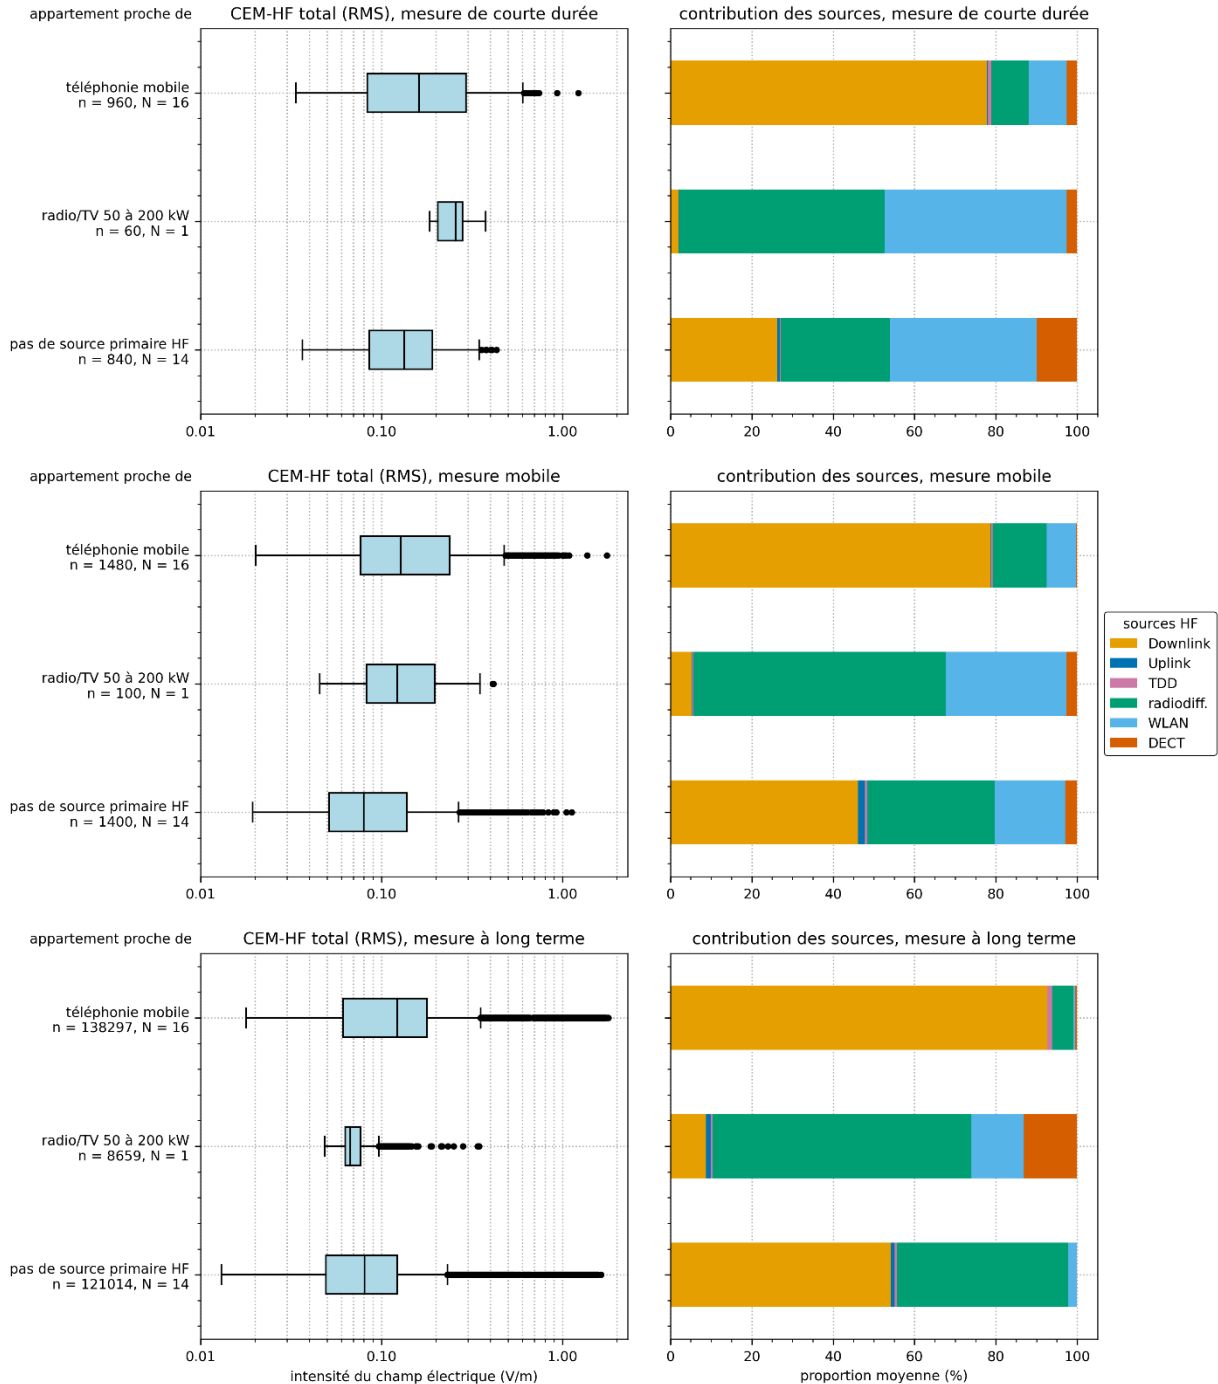 appartement proche de
CEM-HF total (RMS), mesure de courte durée
contribution des sources, mesure de courte durée
téléphonie mobile
n = 960, N = 16
radio/TV 50 à 200 kW
n = 60, N = 1
pas de source primaire HF
n = 840, N = 14
0.01 0.10 1.00
0 20 40 60 80 100
appartement proche de
CEM-HF total (RMS), mesure mobile
contribution des sources, mesure mobile
téléphonie mobile
n = 1480, N = 16
radio/TV 50 à 200 kW
n = 100, N = 1
pas de source primaire HF
n = 1400, N = 14
0.01 0.10 1.00
0 20 40 60 80 100
sources HF
Downlink
Uplink
TDD
radiodiff.
WLAN
DECT
appartement proche de
CEM-HF total (RMS), mesure à long terme
contribution des sources, mesure à long terme
téléphonie mobile
n = 138297, N = 16
radio/TV 50 à 200 kW
n = 8659, N = 1
pas de source primaire HF
n = 121014, N = 14
0.01 0.10 1.00
intensité du champ électrique (V/m)
0 20 40 60 80 100
proportion moyenne (%)